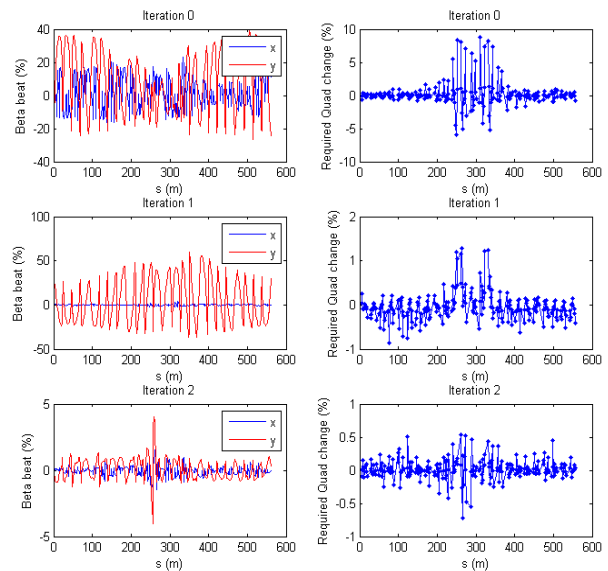 Iteration 0
Beta beat (%)
40
20
0
-20
-40
0 100 200 300 400 500 600
s (m)
x
y
Iteration 0
Required Quad change (%)
10
5
0
-5
-10
0 100 200 300 400 500 600
s (m)
Iteration 1
Beta beat (%)
100
50
0
-50
0 100 200 300 400 500 600
s (m)
x
y
Iteration 1
Required Quad change (%)
2
1
0
-1
0 100 200 300 400 500 600
s (m)
Iteration 2
Beta beat (%)
5
0
-5
0 100 200 300 400 500 600
s (m)
x
y
Iteration 2
Required Quad change (%)
1
0.5
0
-0.5
-1
0 100 200 300 400 500 600
s (m)